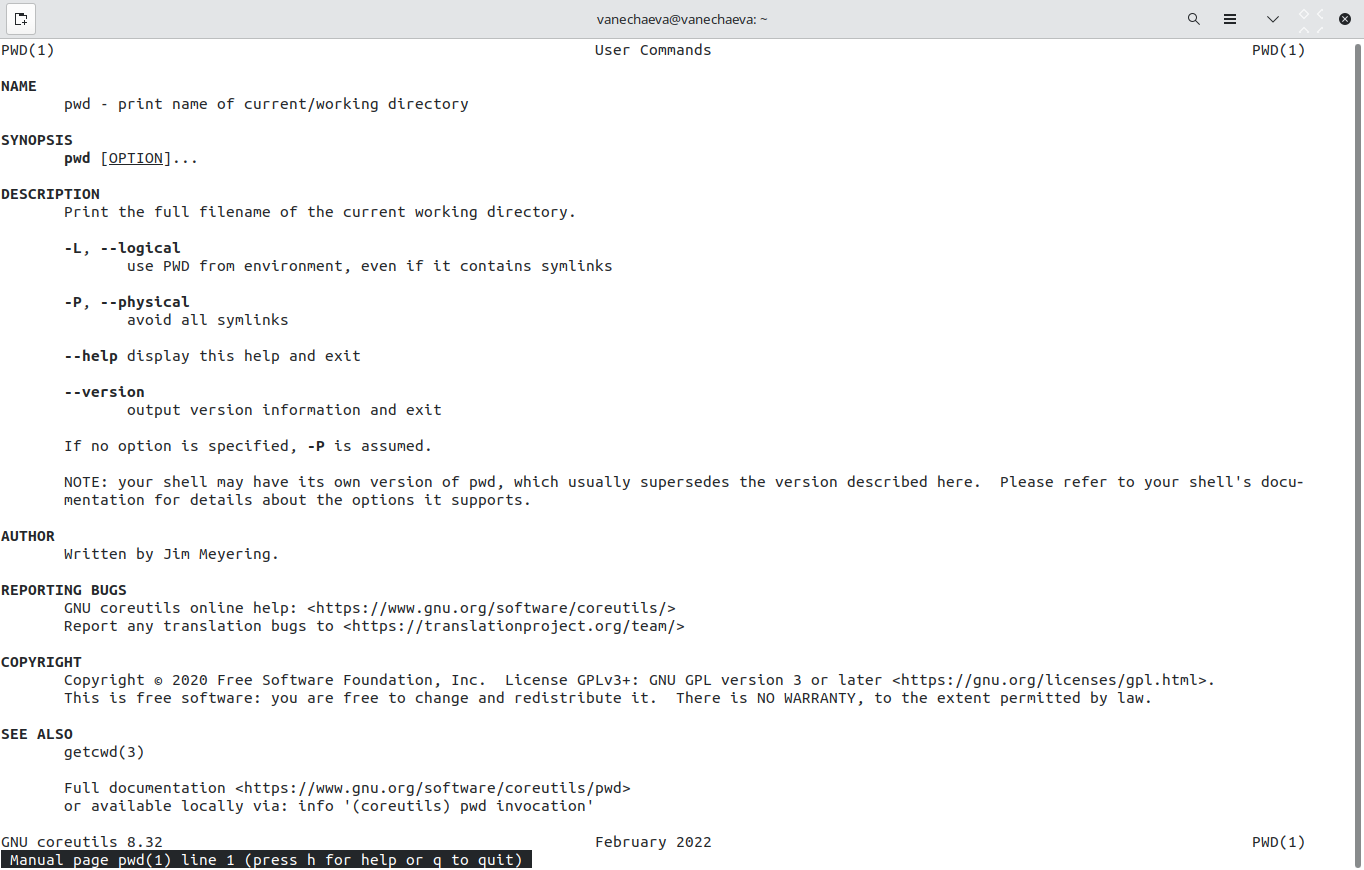 vanechaeva@vanechaeva: ~
PWD(1) User Commands PWD(1)
NAME
pwd - print name of current/working directory
SYNOPSIS
pwd [OPTION]...
DESCRIPTION
Print the full filename of the current working directory.
-L, --logical
use PWD from environment, even if it contains symlinks
-P, --physical
avoid all symlinks
--help display this help and exit
--version
output version information and exit
If no option is specified, -P is assumed.
NOTE: your shell may have its own version of pwd, which usually supersedes the version described here.  Please refer to your shell's docu-
mentation for details about the options it supports.
AUTHOR
Written by Jim Meyering.
REPORTING BUGS
GNU coreutils online help: <https://www.gnu.org/software/coreutils/>
Report any translation bugs to <https://translationproject.org/team/>
COPYRIGHT
Copyright © 2020 Free Software Foundation, Inc.  License GPLv3+: GNU GPL version 3 or later <https://gnu.org/licenses/gpl.html>.
This is free software: you are free to change and redistribute it.  There is NO WARRANTY, to the extent permitted by law.
SEE ALSO
getcwd(3)
Full documentation <https://www.gnu.org/software/coreutils/pwd>
or available locally via: info '(coreutils) pwd invocation'
GNU coreutils 8.32 February 2022 PWD(1)
Manual page pwd(1) line 1 (press h for help or q to quit)